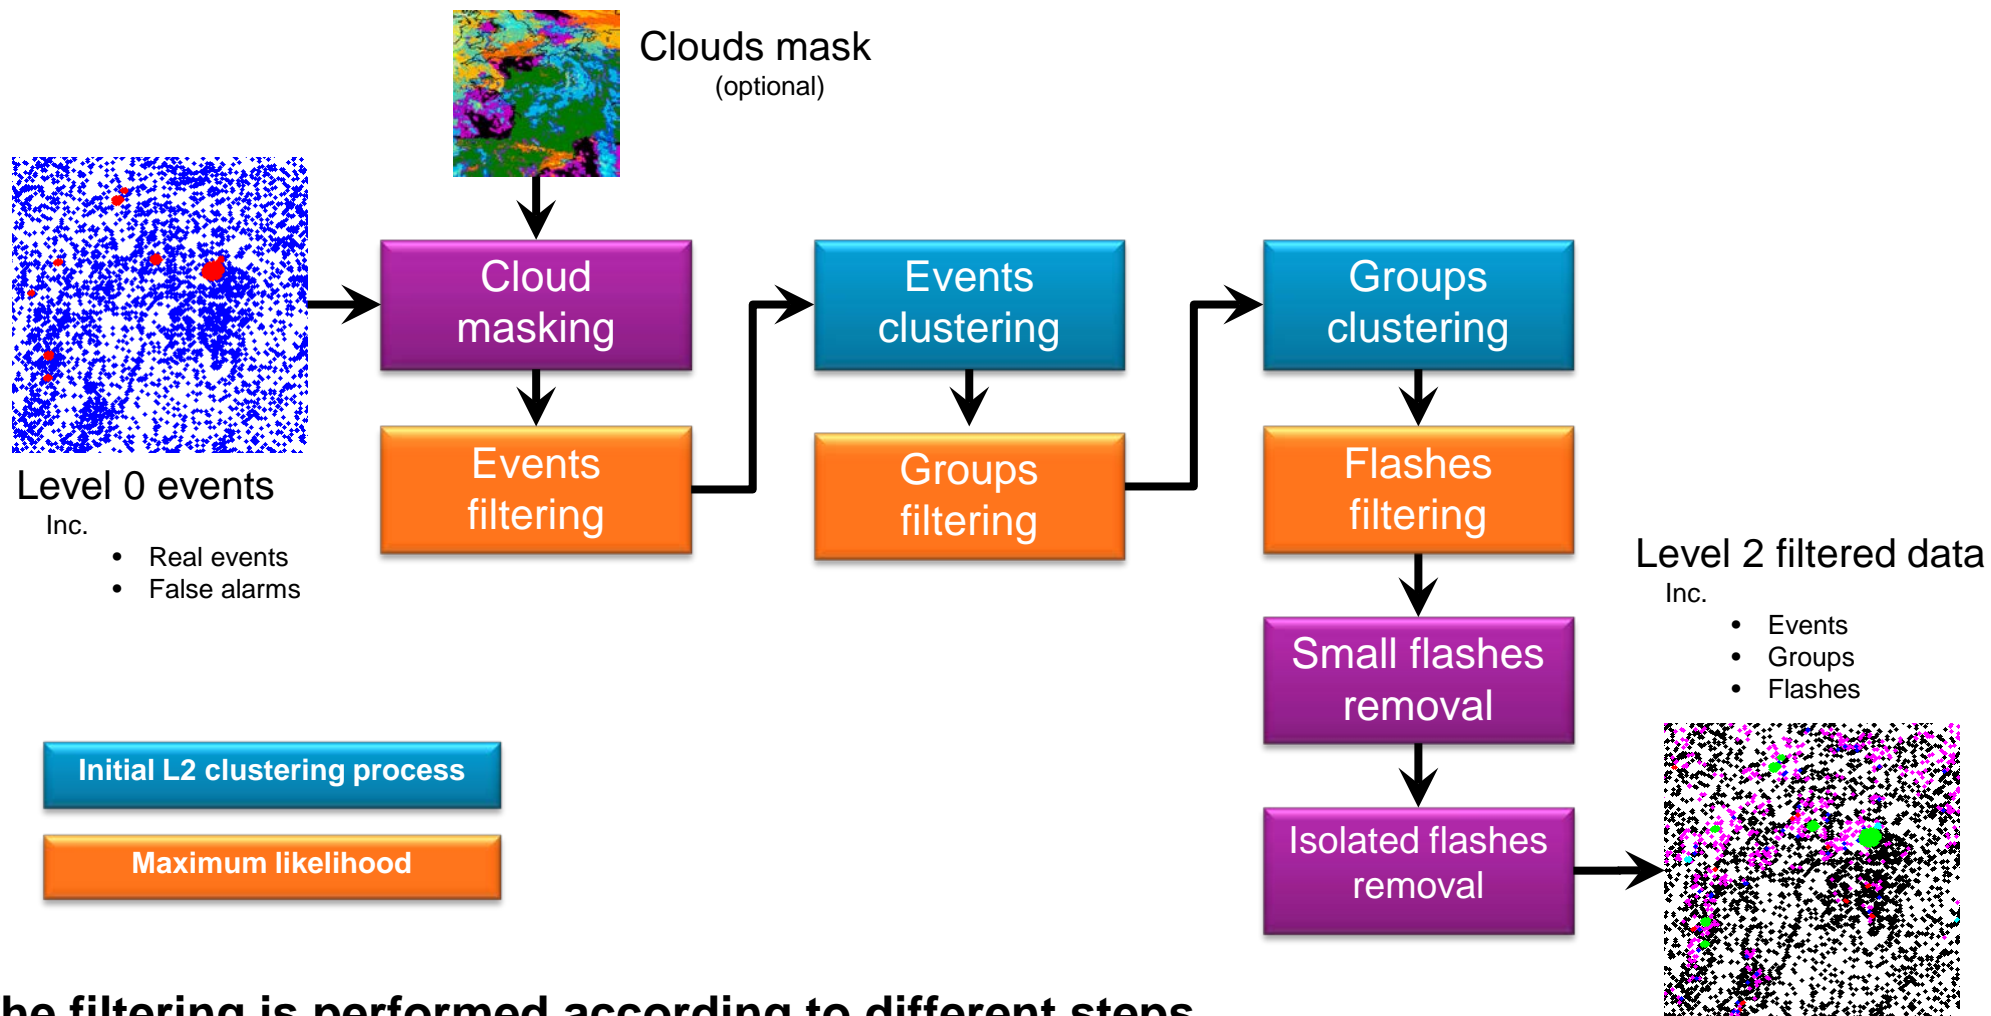 Clouds mask
(optional)
Cloud
masking
Events
clustering
Groups
clustering
Events
filtering
Groups
filtering
Flashes
filtering
Level 0 events
Inc.
• Real events
• False alarms
Small flashes
removal
Isolated flashes
removal
Level 2 filtered data
Inc.
• Events
• Groups
• Flashes
Initial L2 clustering process
Maximum likelihood
he filtering is performed according to different steps